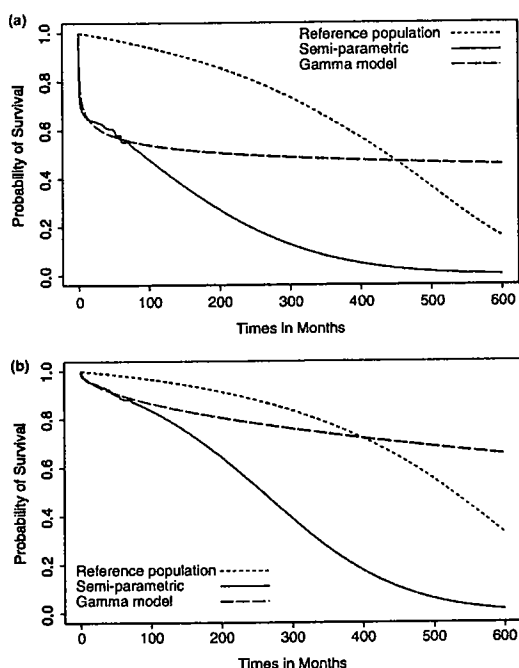 (a)
Reference population
Semi-parametric
Gamma model
Probability of Survival
1.0
0.8
0.6
0.4
0.2
0.0
0 100 200 300 400 500 600
Times in Months
(b)
Probability of Survival
1.0
0.8
0.6
0.4
0.2
0.0
Reference population
Semi-parametric
Gamma model
0 100 200 300 400 500 600
Times in Months